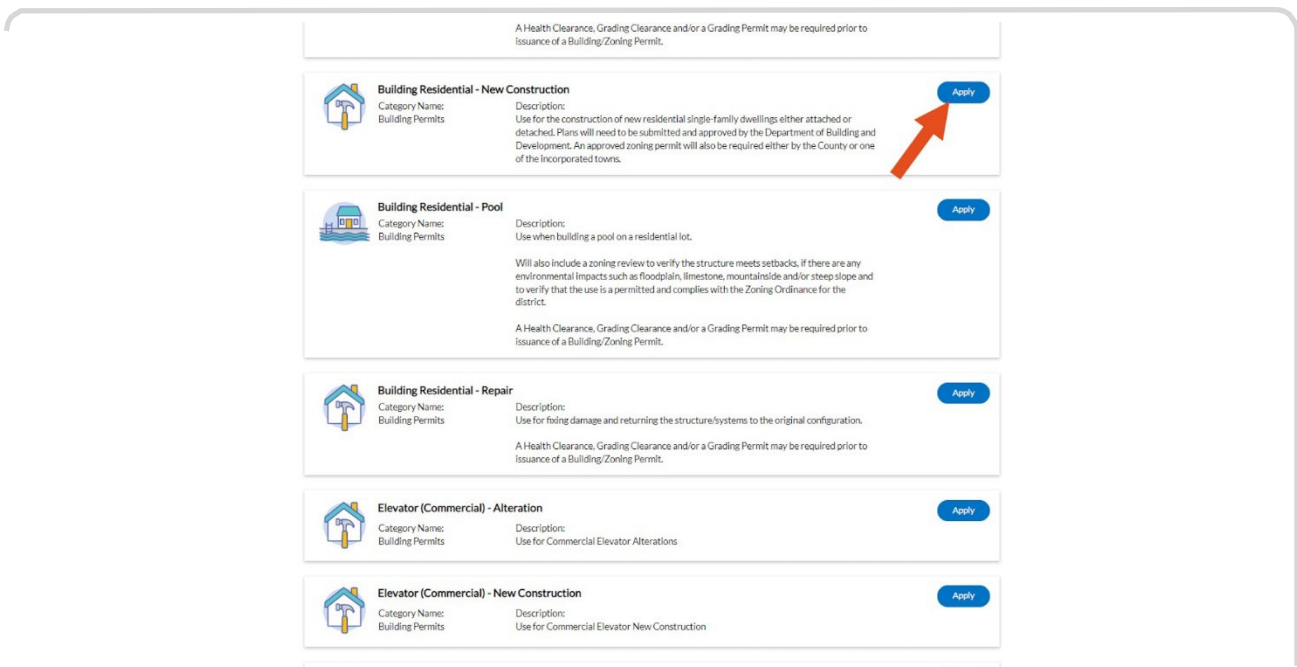 A Health Clearance, Grading Clearance and/or a Grading Permit may be required prior to
issuance of a Building/Zoning Permit.
Building Residential - New Construction
Apply
Category Name:
Building Permits
Description:
Use for the construction of new residential single-family dwellings either attached or
detached. Plans will need to be submitted and approved by the Department of Building and
Development. An approved zoning permit will also be required either by the County or one
of the incorporated towns.
Building Residential - Pool
Apply
Category Name:
Building Permits
Description:
Use when building a pool on a residential lot.
Will also include a zoning review to verify the structure meets setbacks, if there are any
environmental impacts such as floodplain, limestone, mountainside and/or steep slope and
to verify that the use is a permitted and complies with the Zoning Ordinance for the
district.
A Health Clearance, Grading Clearance and/or a Grading Permit may be required prior to
issuance of a Building/Zoning Permit.
Building Residential - Repair
Apply
Category Name:
Building Permits
Description:
Use for fixing damage and returning the structure/systems to the original configuration.
A Health Clearance, Grading Clearance and/or a Grading Permit may be required prior to
issuance of a Building/Zoning Permit.
Elevator (Commercial) - Alteration
Apply
Category Name:
Building Permits
Description:
Use for Commercial Elevator Alterations
Elevator (Commercial) - New Construction
Apply
Category Name:
Building Permits
Description:
Use for Commercial Elevator New Construction